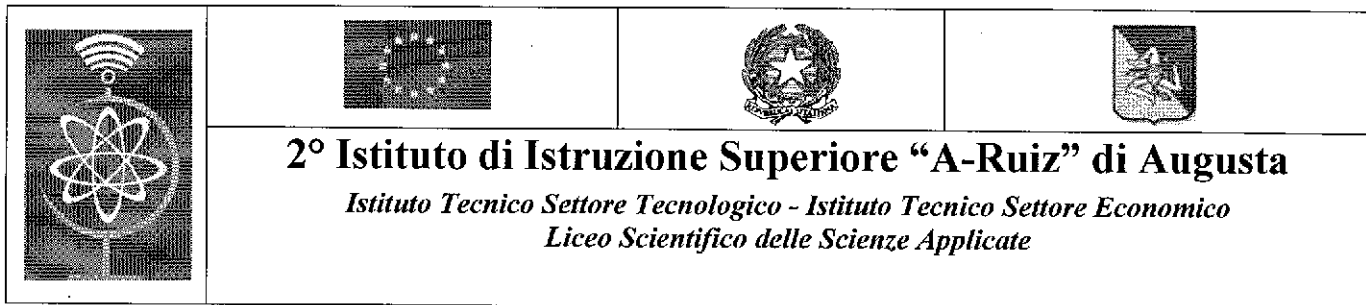 2° Istituto di Istruzione Superiore “A-Ruiz” di Augusta
Istituto Tecnico Settore Tecnologico - Istituto Tecnico Settore Economico
Liceo Scientifico delle Scienze Applicate